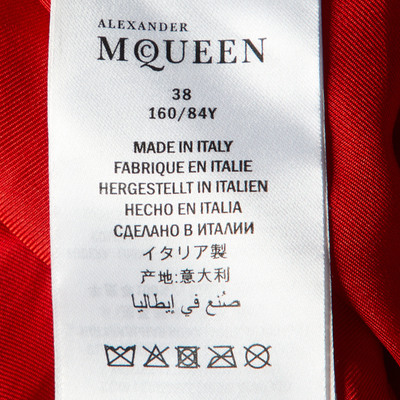 ALEXANDER
McQUEEN
38
160/84Y
MADE IN ITALY
FABRIQUE EN ITALIE
HERGESTELLT IN ITALIEN
HECHO EN ITALIA
СДЕЛАНО В ИТАЛИИ
イタリア製
产地:意大利
صُنع في إيطاليا